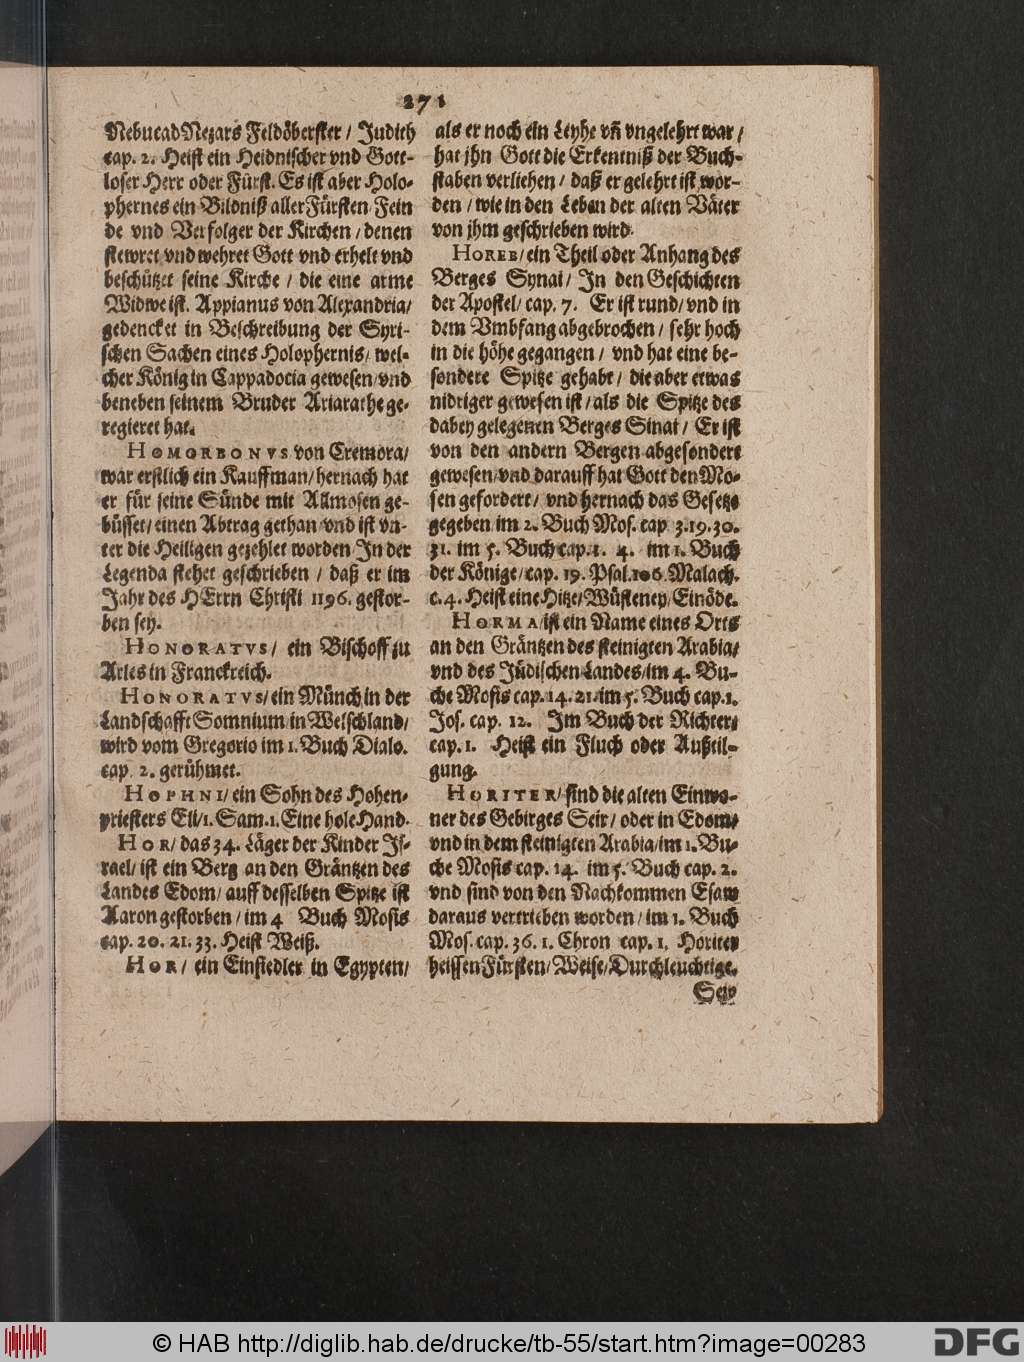 271
NebucadNezars Feldöberster / Judith
cap. 2. Heist ein Heidnischer vnd Gott-
loser Herr oder Fürst. Es ist aber Holo-
phernes ein Bildniß aller Fürsten Fein
de vnd Verfolger der Kirchen / denen
stewret vnd wehret Gott vnd erhelt vnd
beschützet seine Kirche / die eine arme
Widwe ist. Appianus von Alexandria /
gedencket in Beschreibung der Syri-
schen Sachen eines Holophernis / wel-
cher König in Cappadocia gewesen / vnd
beneben seinem Bruder Ariarathe ge-
regieret hat.
HOMORBONVS von Cremora /
war erstlich ein Kauffman / hernach hat
er für seine Sünde mit Allmosen ge-
büsset / einen Abtrag gethan / vnd ist vn-
ter die Heiligen gezehlet worden / In der
Legenda stehet geschrieben / daß er im
Jahr des HErrn Christi 1196. gestor-
ben sey.
HONORATVS / ein Bischoff zu
Arles in Franckreich.
HONORATVS / ein Münch in der
Landschafft Somnium in Welschland /
wird vom Gregorio im 1. Buch Dialo.
cap. 2. gerühmet.
HOPHNI / ein Sohn des Hohen-
priesters Eli / 1. Sam. 1. Eine hole Hand.
HOR / das 34. Läger der Kinder Js-
rael / ist ein Berg an den Gräntzen des
Landes Edom / auff desselben Spitze ist
Aaron gestorben / im 4 Buch Mosis
cap. 20. 21. 33. Heist Weiß.
HOR / ein Einsiedler in Egypten /
als er noch ein Leyhe vñ vngelehrt war /
hat jhn Gott die Erkentniß der Buch-
staben verliehen / daß er gelehrt ist wor-
den / wie in den Leben der alten Väter
von jhm geschrieben wird.
HOREB / ein Theil oder Anhang des
Berges Synai / In den Geschichten
der Apostel / cap. 7. Er ist rund / vnd in
dem Vmbfang abgebrochen / sehr hoch
in die höhe gegangen / vnd hat eine be-
sondere Spitze gehabt / die aber etwas
nidriger gewesen ist / als die Spitze des
dabey gelegenen Berges Sinai / Er ist
von den andern Bergen abgesondert
gewesen / vnd darauff hat Gott den Mo-
sen gefordert / vnd hernach das Gesetze
gegeben im 2. Buch Mos. cap. 3. 19. 30.
31. im 5. Buch cap. 1. 4. im 1. Buch
der Könige / cap. 19. Psal. 106. Malach.
c. 4. Heist eine Hitze / Wüsteney / Einöde.
HORMA / ist ein Name eines Orts
an den Gräntzen des steinigten Arabia /
vnd des Jüdischen Landes / im 4. Bu-
che Mosis cap. 14. 21. im 5. Buch cap. 1.
Jos. cap. 12. Im Buch der Richter /
cap. 1. Heist ein Fluch oder Außtil-
gung.
HORITER / sind die alten Einwo-
ner des Gebirges Seir / oder in Edom /
vnd in dem steinigten Arabia / im 1. Bu-
che Mosis cap. 14. im 5. Buch cap. 2.
vnd sind von den Nachkommen Esaw
daraus vertrieben worden / im 1. Buch
Mos. cap. 36. 1. Chron cap. 1. Horiter
heissen Fürsten / Weise / Durchleuchtige.
© HAB http://diglib.hab.de/drucke/tb-55/start.htm?image=00283
DFG